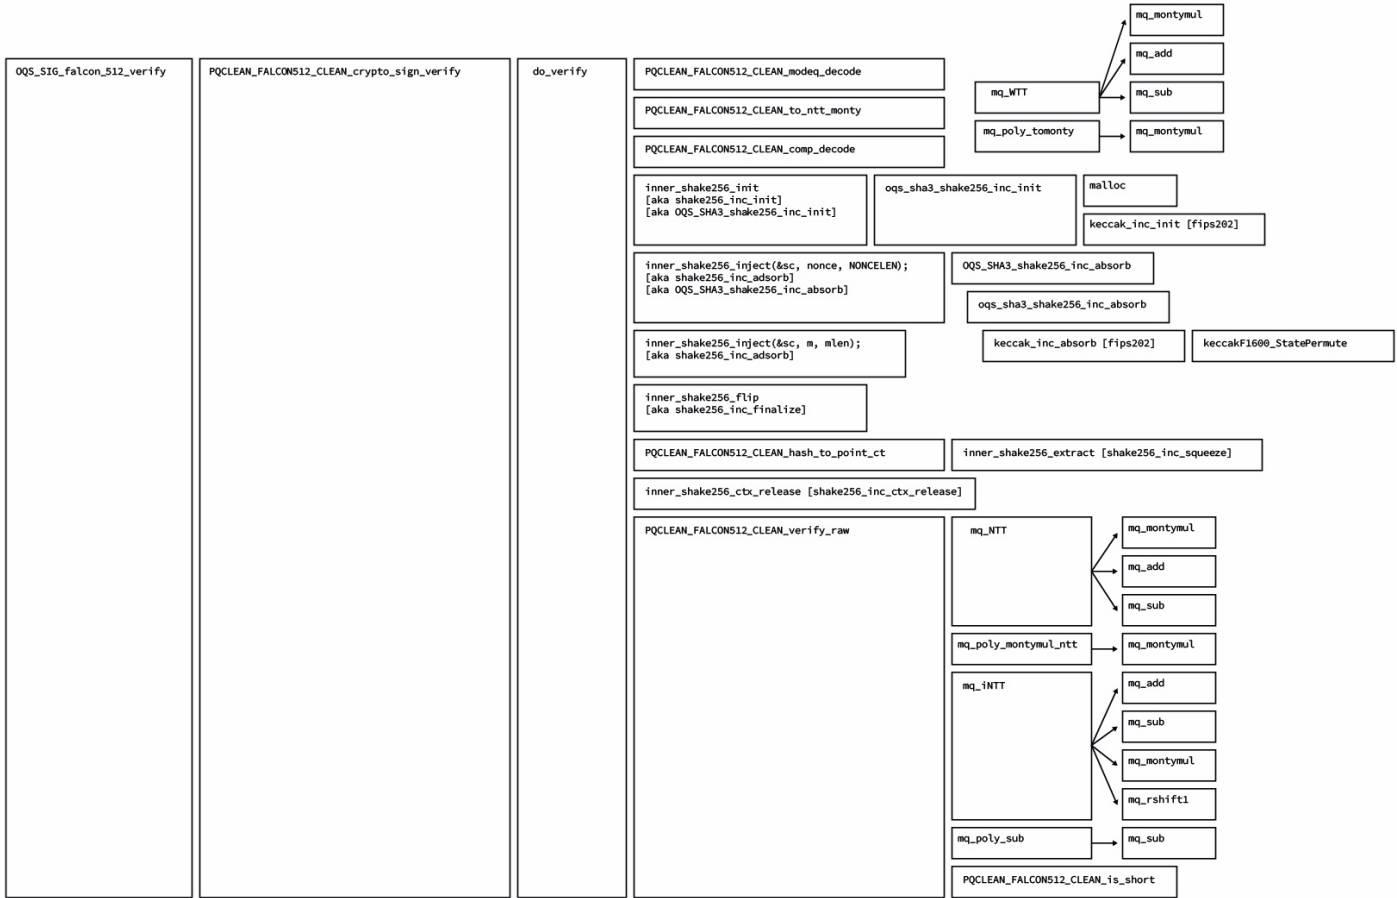 OQS_SIG_falcon_512_verify
PQCLEAN_FALCON512_CLEAN_crypto_sign_verify
do_verify
PQCLEAN_FALCON512_CLEAN_modeq_decode
PQCLEAN_FALCON512_CLEAN_to_ntt_monty
mq_WTT
mq_montymul
mq_add
mq_sub
mq_poly_tomonty
mq_montymul
PQCLEAN_FALCON512_CLEAN_comp_decode
inner_shake256_init
[aka shake256_inc_init]
[aka OQS_SHA3_shake256_inc_init]
oqs_sha3_shake256_inc_init
malloc
keccak_inc_init [fips202]
inner_shake256_inject(&sc, nonce, NONCELEN);
[aka shake256_inc_adsorb]
[aka OQS_SHA3_shake256_inc_absorb]
OQS_SHA3_shake256_inc_absorb
oqs_sha3_shake256_inc_absorb
keccak_inc_absorb [fips202]
keccakF1600_StatePermute
inner_shake256_inject(&sc, m, mlen);
[aka shake256_inc_adsorb]
inner_shake256_flip
[aka shake256_inc_finalize]
PQCLEAN_FALCON512_CLEAN_hash_to_point_ct
inner_shake256_extract [shake256_inc_squeeze]
inner_shake256_ctx_release [shake256_inc_ctx_release]
PQCLEAN_FALCON512_CLEAN_verify_raw
mq_NTT
mq_montymul
mq_add
mq_sub
mq_poly_montymul_ntt
mq_montymul
mq_iNTT
mq_add
mq_sub
mq_montymul
mq_rshift1
mq_poly_sub
mq_sub
PQCLEAN_FALCON512_CLEAN_is_short